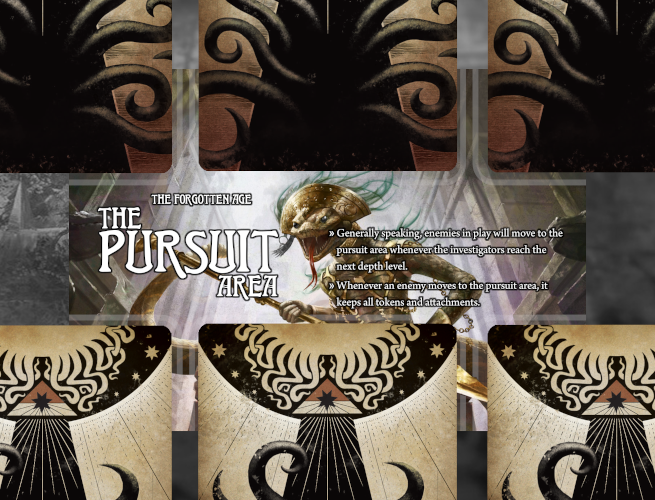 THE FORGOTTEN AGE
THE
PURSUIT
AREA
» Generally speaking, enemies in play will move to the
pursuit area whenever the investigators reach the
next depth level.
» Whenever an enemy moves to the pursuit area, it
keeps all tokens and attachments.